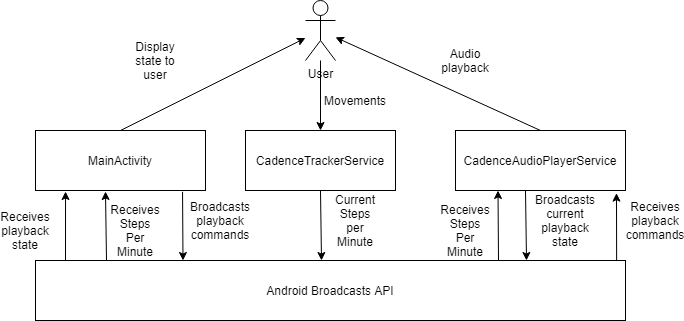 Display
state to
user
User
Audio
playback
Movements
MainActivity
CadenceTrackerService
CadenceAudioPlayerService
Receives
playback
state
Receives
Steps
Per
Minute
Broadcasts
playback
commands
Current
Steps
per
Minute
Receives
Steps
Per
Minute
Broadcasts
current
playback
state
Receives
playback
commands
Android Broadcasts API